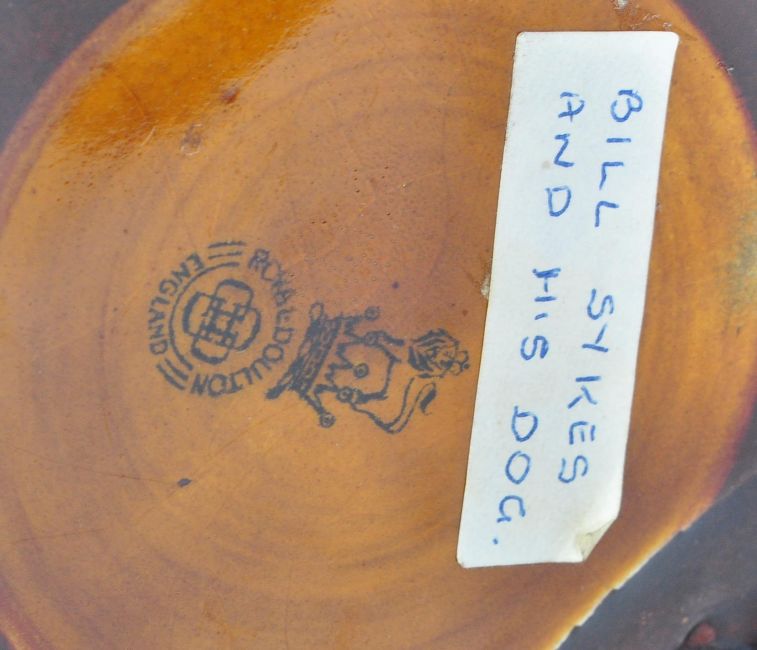 BILL SYKES
AND HIS DOG.
ROYAL DOULTON
ENGLAND